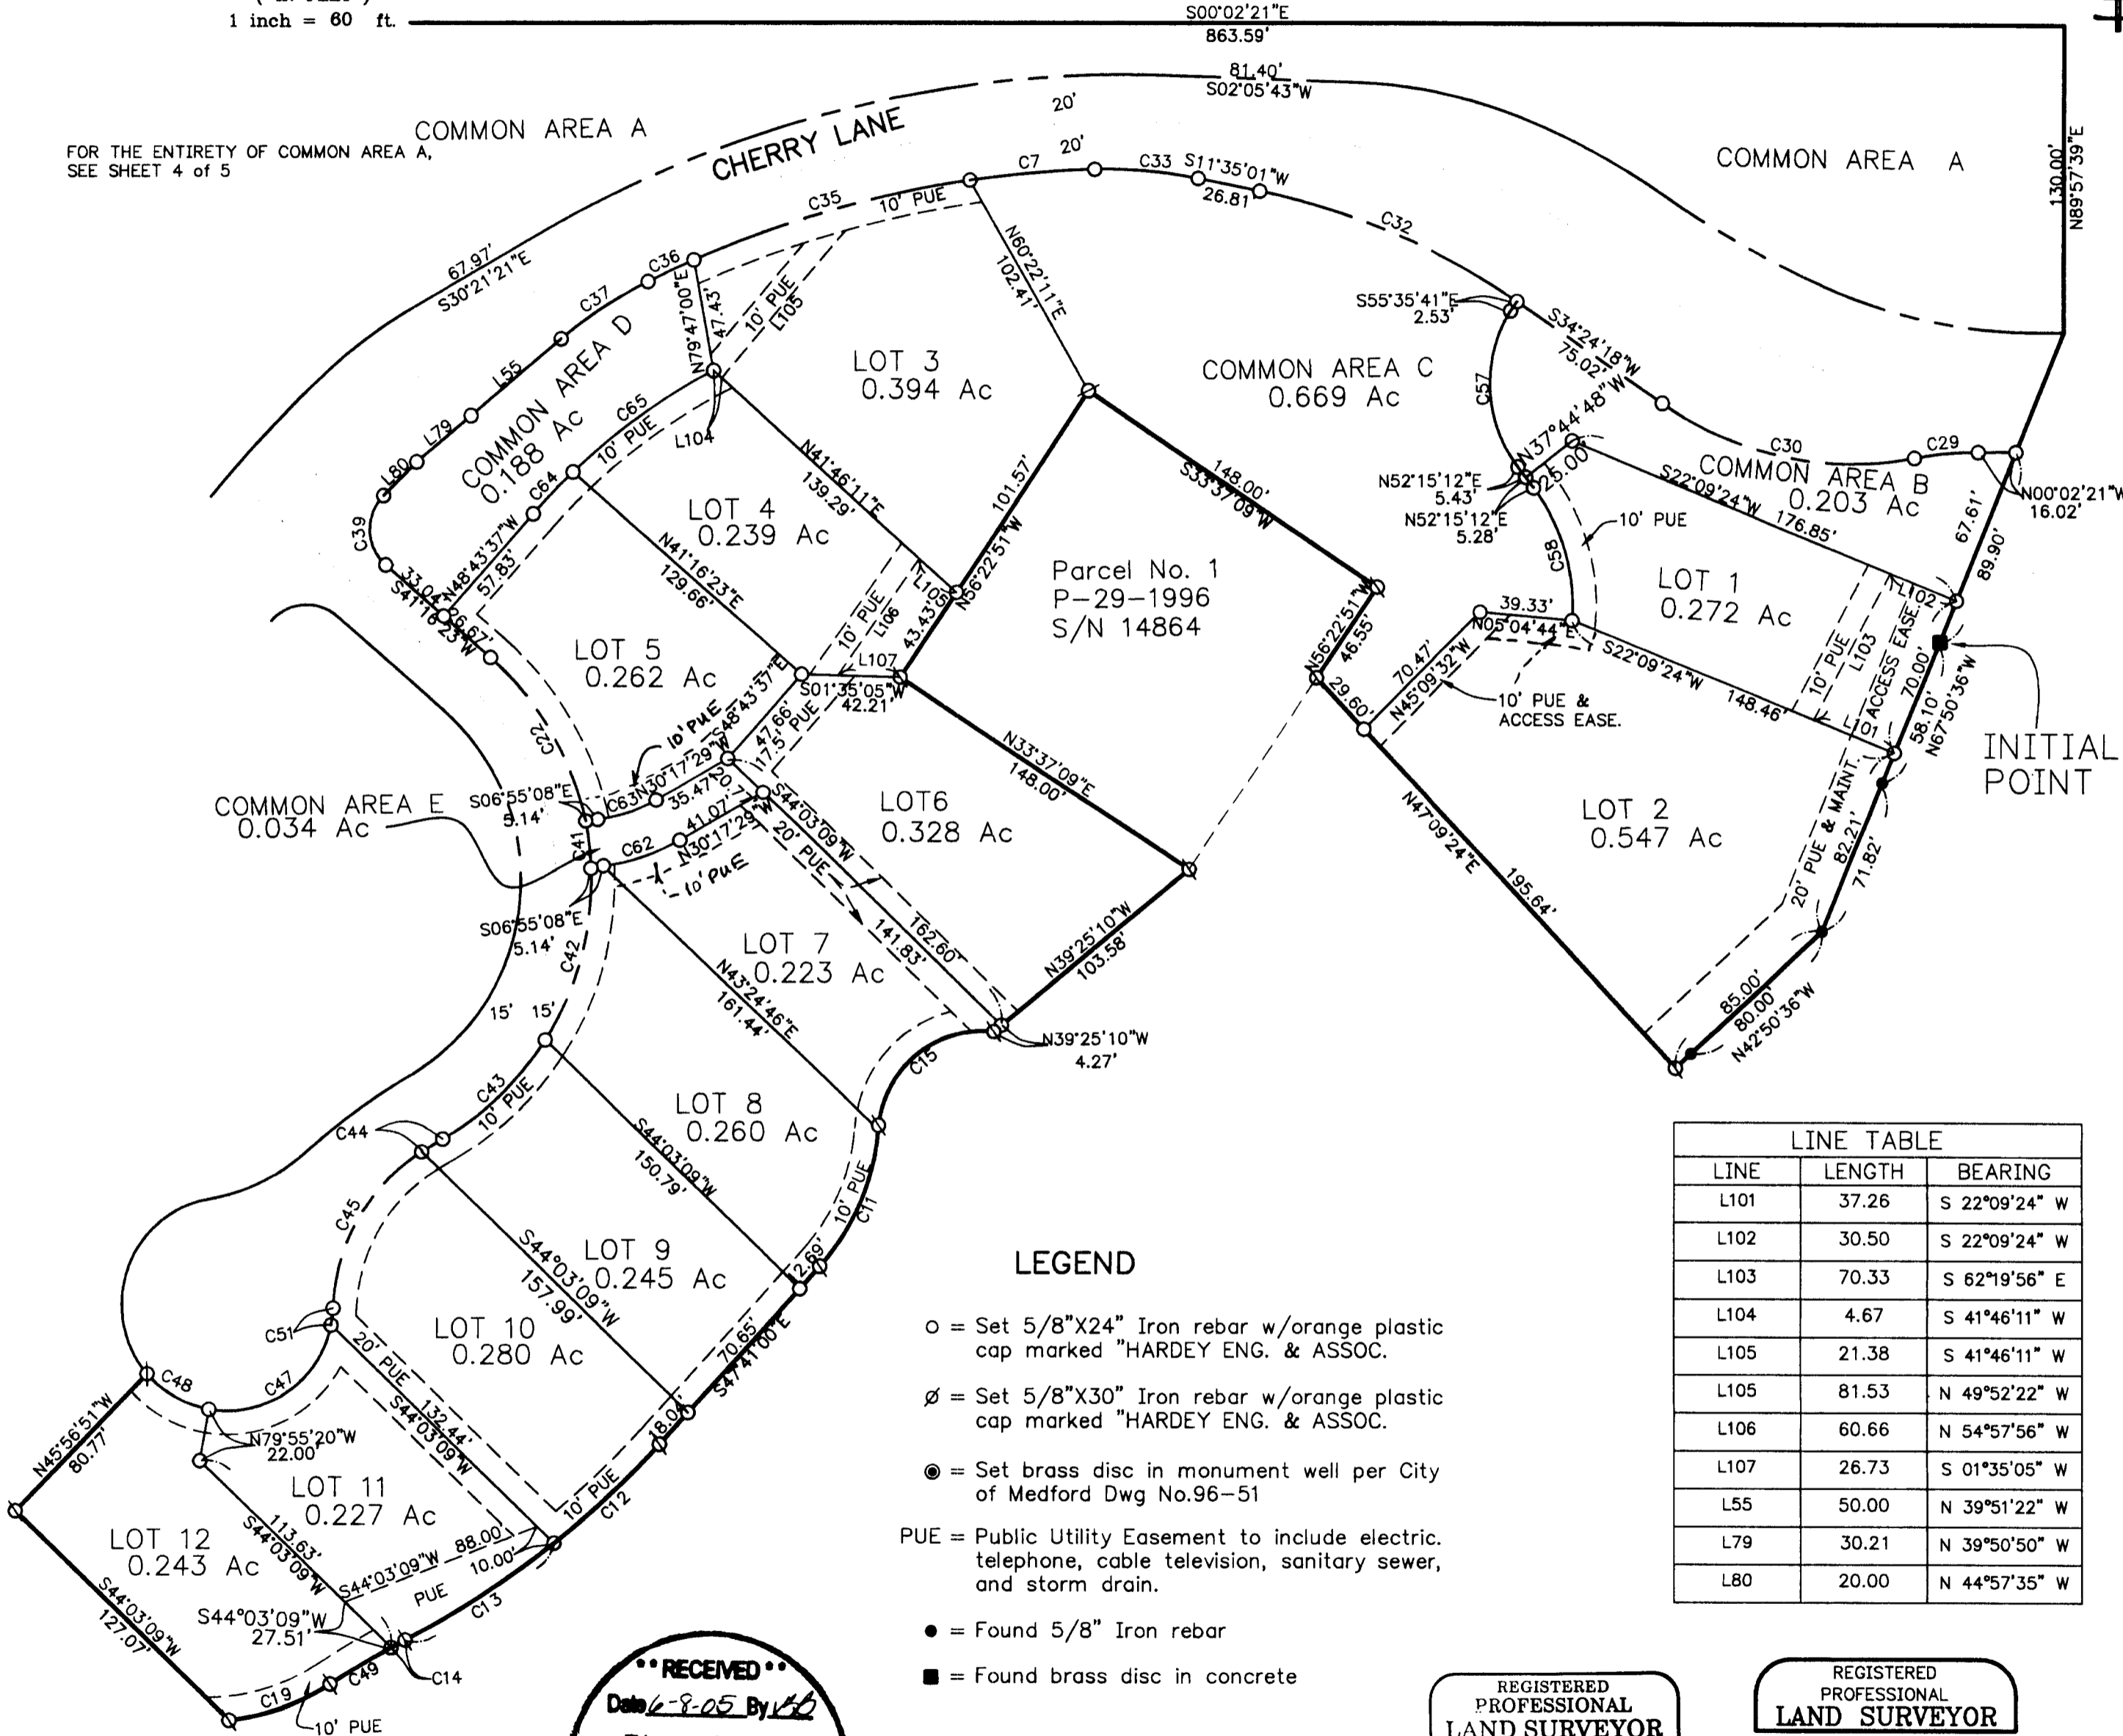 1 inch = 60 ft.
S00°02'21"E
863.59'
81.40'
S02°05'43"W
20'
20'
COMMON AREA A
FOR THE ENTIRETY OF COMMON AREA A,
SEE SHEET 4 of 5
CHERRY LANE
COMMON AREA A
130.00'
N89°57'39"E
67.97'
S30°21'21"E
C35
10' PUE
C7
C33
S11°35'01"W
26.81'
C32
C36
C37
N79°47'00"E
47.43'
10' PUE
L105
N60°22'11"E
102.41'
S55°35'41"E
2.53'
S34°24'18"W
75.02'
C57
L55
COMMON AREA D
0.188 Ac
LOT 3
0.394 Ac
COMMON AREA C
0.669 Ac
N37°44'48"W
25.00'
C30
C29
L79
L80
C65
10' PUE
L104
C64
N41°46'11"E
139.29'
101.57'
N56°22'51"W
43.43'
148.00'
S33°37'09"W
N52°15'12"E
5.43'
N52°15'12"E
5.28'
S22°09'24"W
176.85'
COMMON AREA B
0.203 Ac
N00°02'21"W
16.02'
67.61'
89.90'
C39
33.04'
S41°16'23"W
26.67'
N48°43'37"W
57.83'
LOT 4
0.239 Ac
N41°16'23"E
129.66'
L105
10' PUE
L106
Parcel No. 1
P-29-1996
S/N 14864
C58
10' PUE
LOT 1
0.272 Ac
L102
10' PUE
L103
ACCESS EASE.
70.00'
58.10'
N67°50'36"W
INITIAL
POINT
39.33'
N05°04'44"E
S22°09'24"W
148.46'
L101
LOT 5
0.262 Ac
L107
S01°35'05"W
42.21'
S48°43'37"E
47.66'
17.5' PUE
N56°22'51"W
46.55'
29.60'
70.47'
N45°09'32"W
10' PUE &
ACCESS EASE.
C22
10' PUE
COMMON AREA E
0.034 Ac
S06°55'08"E
5.14'
C63
N30°17'29"W
35.47'
C41
C62
41.07'
N30°17'29"W
10' PUE
S44°03'09"W
20' PUE
162.60'
141.83'
LOT6
0.328 Ac
N33°37'09"E
148.00'
N47°09'24"E
195.64'
LOT 2
0.547 Ac
20' PUE & MAINT.
82.21'
71.82'
S06°55'08"E
5.14'
C42
LOT 7
0.223 Ac
N39°25'10"W
103.58'
85.00'
80.00'
N42°50'36"W
15'
15'
N43°24'46"E
161.44'
C15
N39°25'10"W
4.27'
C43
10' PUE
C44
LOT 8
0.260 Ac
S44°03'09"W
150.79'
10' PUE
C11
C45
LOT 9
0.245 Ac
S44°03'09"W
157.99'
2.69'
70.65'
S47°41'00"E
C51
20' PUE
LOT 10
0.280 Ac
132.44'
S44°03'09"W
C48
C47
N79°55'20"W
22.00'
18.04'
N45°56'51"W
80.77'
LOT 11
0.227 Ac
10' PUE
C12
LOT 12
0.243 Ac
113.63'
S44°03'09"W
S44°03'09"W 88.00'
10.00'
PUE
C13
S44°03'09"W
127.07'
S44°03'09"W
27.51'
C14
C49
C19
10' PUE
LEGEND
= Set 5/8"X24" Iron rebar w/orange plastic
cap marked "HARDEY ENG. & ASSOC.
= Set 5/8"X30" Iron rebar w/orange plastic
cap marked "HARDEY ENG. & ASSOC.
= Set brass disc in monument well per City
of Medford Dwg No.96-51
PUE = Public Utility Easement to include electric.
telephone, cable television, sanitary sewer,
and storm drain.
= Found 5/8" Iron rebar
= Found brass disc in concrete
LINE TABLE
LINE LENGTH BEARING
L101 37.26 S 22°09'24" W
L102 30.50 S 22°09'24" W
L103 70.33 S 62°19'56" E
L104 4.67 S 41°46'11" W
L105 21.38 S 41°46'11" W
L105 81.53 N 49°52'22" W
L106 60.66 N 54°57'56" W
L107 26.73 S 01°35'05" W
L55 50.00 N 39°51'22" W
L79 30.21 N 39°50'50" W
L80 20.00 N 44°57'35" W
RECEIVED
Date 6-8-05 By
REGISTERED
PROFESSIONAL
LAND SURVEYOR
REGISTERED
PROFESSIONAL
LAND SURVEYOR